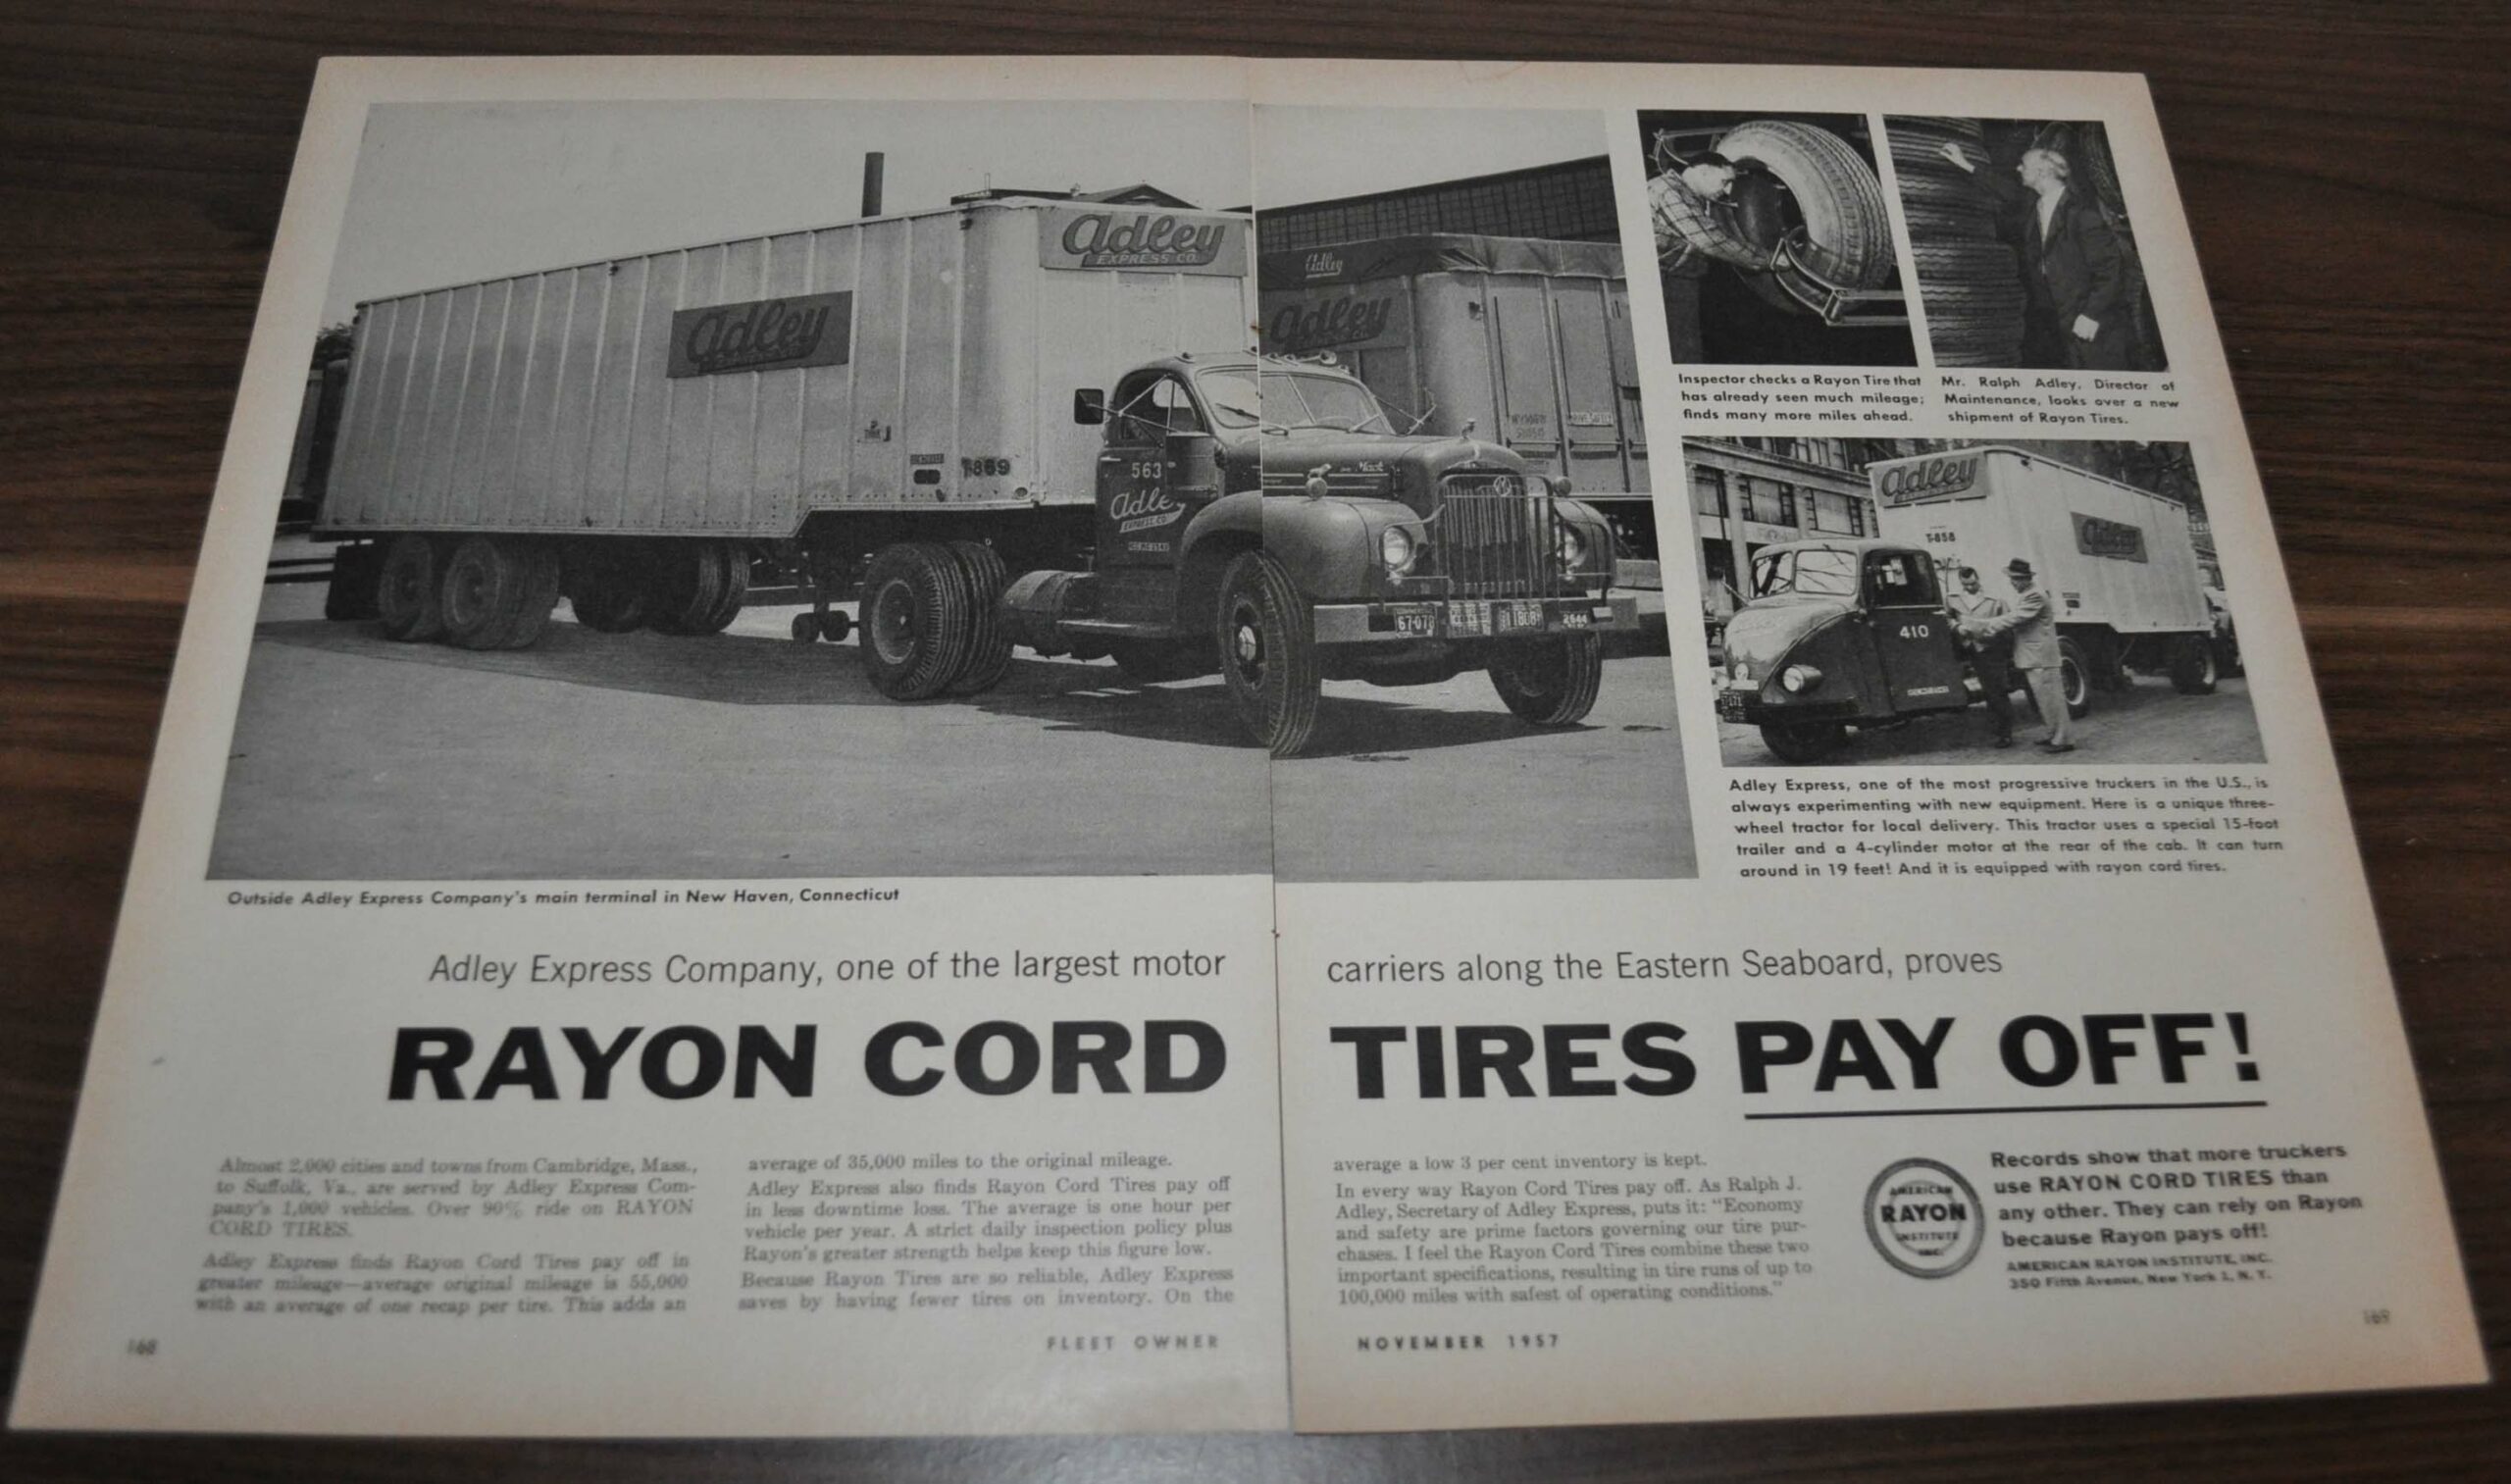 Adley
EXPRESS CO.
Adley
T-869
563
Adley
EXPRESS CO.
Mack
67-078
2644
Adley
Adley
Inspector checks a Rayon Tire that
has already seen much mileage;
finds many more miles ahead.
Mr. Ralph Adley, Director of
Maintenance, looks over a new
shipment of Rayon Tires.
Adley
Adley
T-858
410
Adley Express, one of the most progressive truckers in the U.S., is
always experimenting with new equipment. Here is a unique three-
wheel tractor for local delivery. This tractor uses a special 15-foot
trailer and a 4-cylinder motor at the rear of the cab. It can turn
around in 19 feet! And it is equipped with rayon cord tires.
Outside Adley Express Company's main terminal in New Haven, Connecticut
Adley Express Company, one of the largest motor carriers along the Eastern Seaboard, proves
RAYON CORD TIRES PAY OFF!
Almost 2,000 cities and towns from Cambridge, Mass.,
to Suffolk, Va., are served by Adley Express Com-
pany's 1,000 vehicles. Over 90% ride on RAYON
CORD TIRES.
Adley Express finds Rayon Cord Tires pay off in
greater mileage—average original mileage is 55,000
with an average of one recap per tire. This adds an
average of 35,000 miles to the original mileage.
Adley Express also finds Rayon Cord Tires pay off
in less downtime loss. The average is one hour per
vehicle per year. A strict daily inspection policy plus
Rayon's greater strength helps keep this figure low.
Because Rayon Tires are so reliable, Adley Express
saves by having fewer tires on inventory. On the
average a low 3 per cent inventory is kept.
In every way Rayon Cord Tires pay off. As Ralph J.
Adley, Secretary of Adley Express, puts it: "Economy
and safety are prime factors governing our tire pur-
chases. I feel the Rayon Cord Tires combine these two
important specifications, resulting in tire runs of up to
100,000 miles with safest of operating conditions."
AMERICAN
RAYON
INSTITUTE
INC.
Records show that more truckers
use RAYON CORD TIRES than
any other. They can rely on Rayon
because Rayon pays off!
AMERICAN RAYON INSTITUTE, INC.
350 Fifth Avenue, New York 1, N. Y.
168
FLEET OWNER
NOVEMBER 1957
169